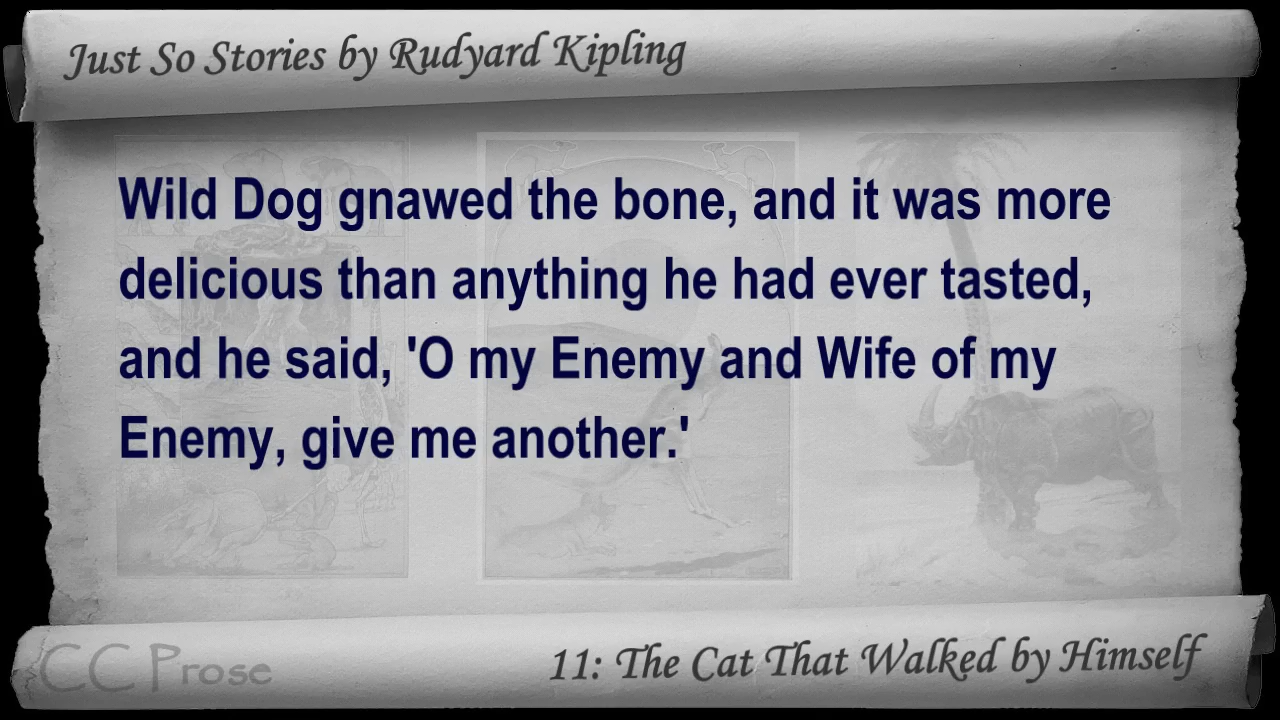 Just So Stories by Rudyard Kipling
Wild Dog gnawed the bone, and it was more
delicious than anything he had ever tasted,
and he said, 'O my Enemy and Wife of my
Enemy, give me another.'
CC Prose
11: The Cat That Walked by Himself